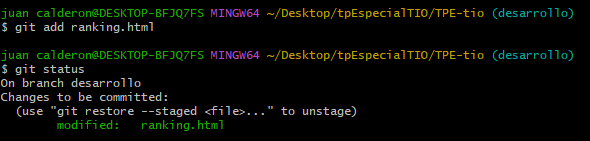 juan calderon@DESKTOP-BFJQ7FS MINGW64 ~/Desktop/tpEspecialTIO/TPE-tio (desarrollo)
$ git add ranking.html
juan calderon@DESKTOP-BFJQ7FS MINGW64 ~/Desktop/tpEspecialTIO/TPE-tio (desarrollo)
$ git status
On branch desarrollo
Changes to be committed:
  (use "git restore --staged <file>..." to unstage)
        modified:   ranking.html